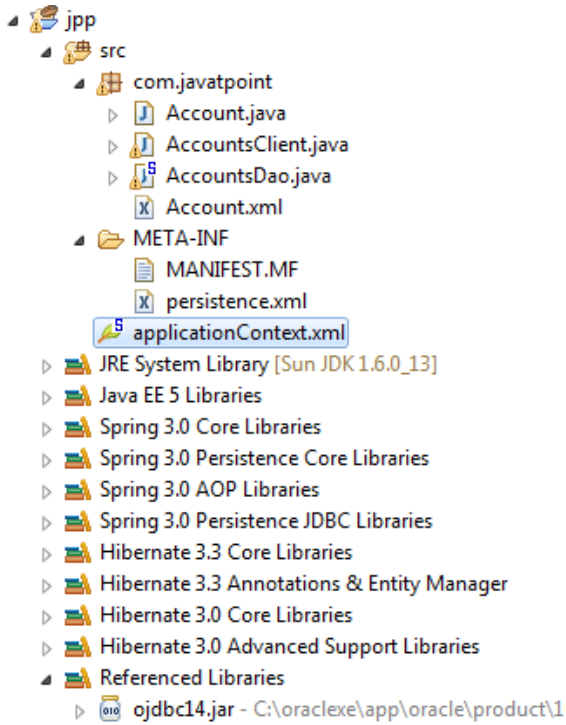 jpp
src
com.javatpoint
Account.java
AccountsClient.java
AccountsDao.java
Account.xml
META-INF
MANIFEST.MF
persistence.xml
applicationContext.xml
JRE System Library [Sun JDK 1.6.0_13]
Java EE 5 Libraries
Spring 3.0 Core Libraries
Spring 3.0 Persistence Core Libraries
Spring 3.0 AOP Libraries
Spring 3.0 Persistence JDBC Libraries
Hibernate 3.3 Core Libraries
Hibernate 3.3 Annotations & Entity Manager
Hibernate 3.0 Core Libraries
Hibernate 3.0 Advanced Support Libraries
Referenced Libraries
ojdbc14.jar - C:\oraclexe\app\oracle\product\1